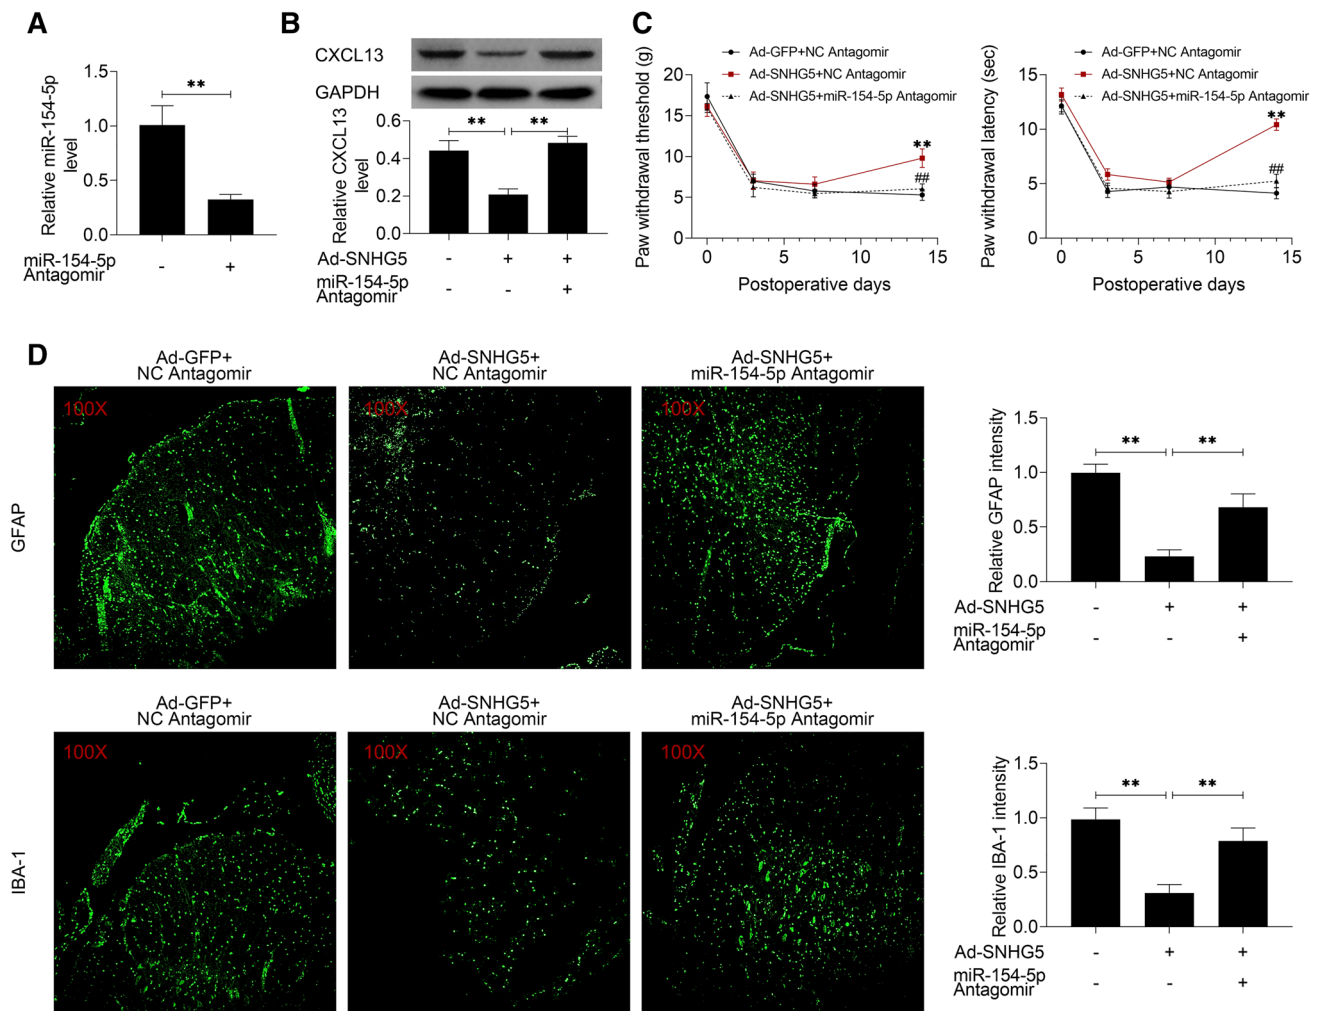 A
Relative miR-154-5p
level
1.5
1.0
0.5
0.0
**
miR-154-5p
Antagomir
- +
B
CXCL13
GAPDH
Relative CXCL13
level
0.6
0.4
0.2
0.0
** **
Ad-SNHG5 - + +
miR-154-5p
Antagomir - - +
C
Ad-GFP+NC Antagomir
Ad-SNHG5+NC Antagomir
Ad-SNHG5+miR-154-5p Antagomir
Paw withdrawal threshold (g)
20
15
10
5
0
**
##
0 5 10 15
Postoperative days
Ad-GFP+NC Antagomir
Ad-SNHG5+NC Antagomir
Ad-SNHG5+miR-154-5p Antagomir
Paw withdrawal latency (sec)
15
10
5
0
**
##
0 5 10 15
Postoperative days
D
Ad-GFP+
NC Antagomir
Ad-SNHG5+
NC Antagomir
Ad-SNHG5+
miR-154-5p Antagomir
GFAP
100X
100X
100X
Relative GFAP intensity
1.5
1.0
0.5
0.0
** **
Ad-SNHG5 - + +
miR-154-5p
Antagomir - - +
Ad-GFP+
NC Antagomir
Ad-SNHG5+
NC Antagomir
Ad-SNHG5+
miR-154-5p Antagomir
IBA-1
100X
100X
100X
Relative IBA-1 intensity
1.5
1.0
0.5
0.0
** **
Ad-SNHG5 - + +
miR-154-5p
Antagomir - - +